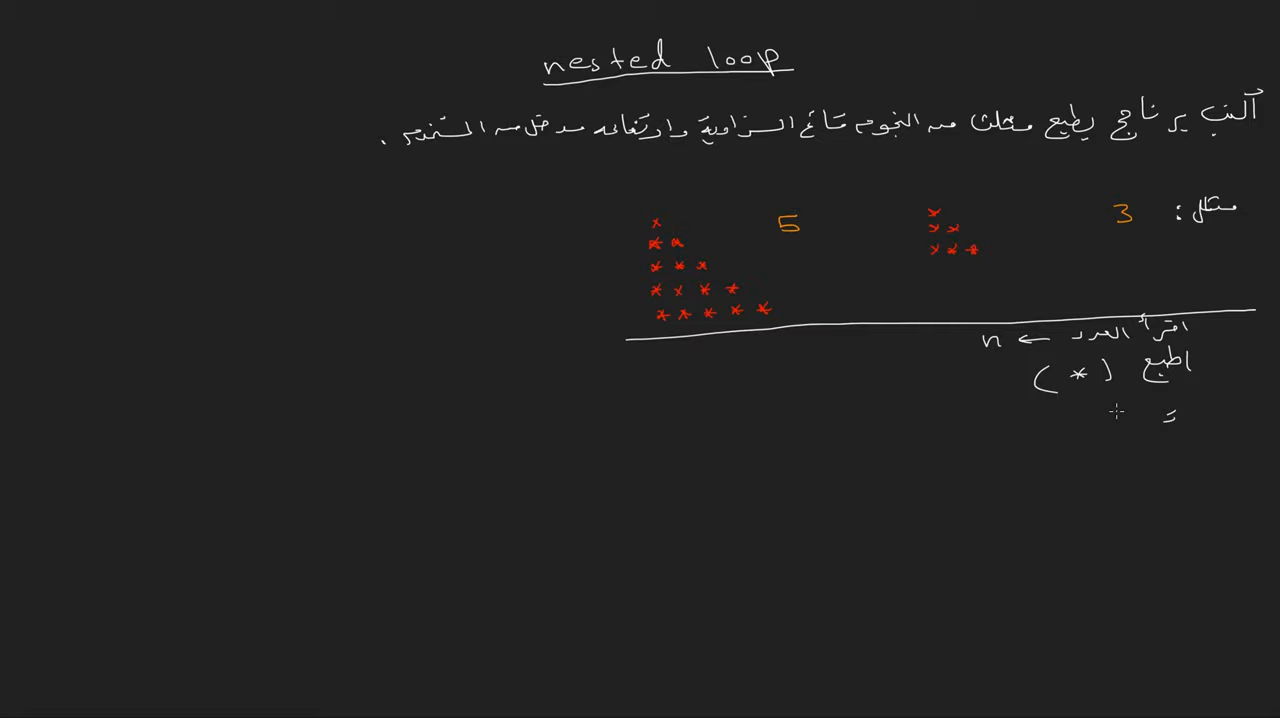 nested loop
أكتب برنامج يطبع مثلث من النجوم قائم الزاوية وارتفاعه مدخل من المستخدم .
مثال : 3 5
*
* *
* * *
*
* *
* * *
* * * *
* * * * *
اقرأ العدد ← n
اطبع ( * )